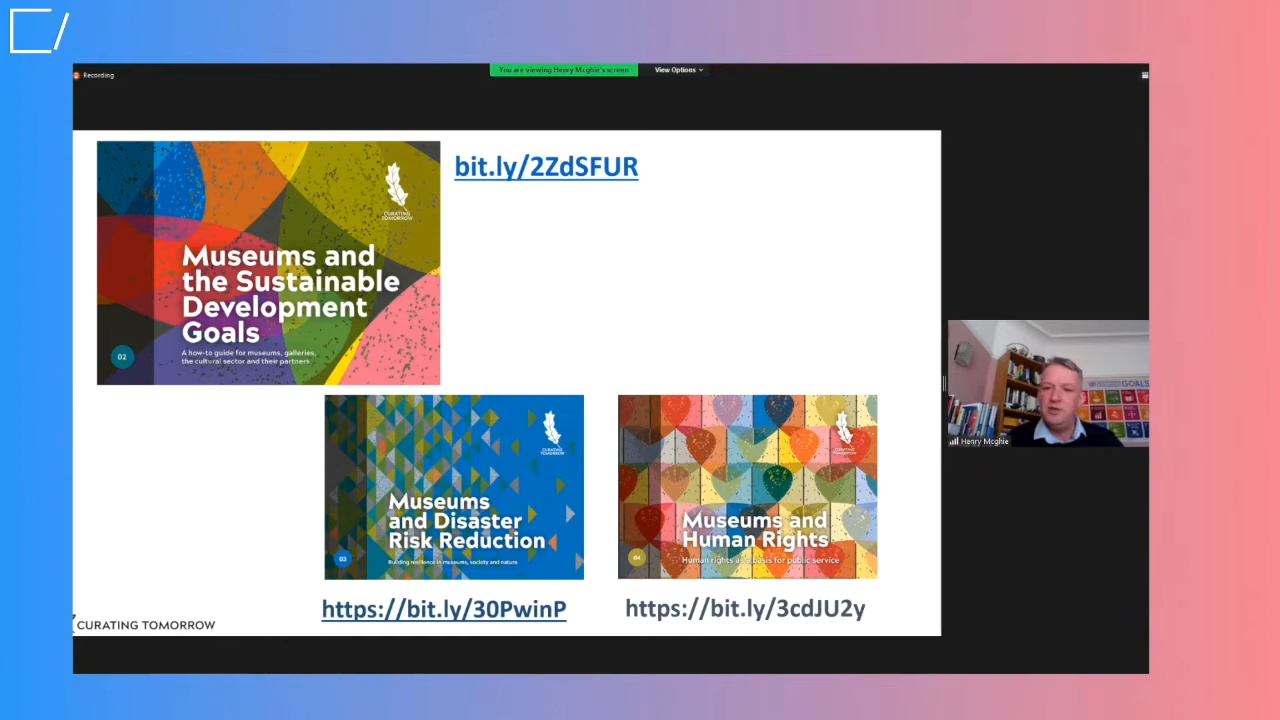 Recording
You are viewing Henry Mcghie's screen
View Options
bit.ly/2ZdSFUR
CURATING
TOMORROW
Museums and
the Sustainable
Development
Goals
A how-to guide for museums, galleries,
the cultural sector and their partners
02
CURATING
TOMORROW
Museums
and Disaster
Risk Reduction
Building resilience in museums, society and nature
03
CURATING
TOMORROW
Museums and
Human Rights
Human rights as a basis for public service
04
https://bit.ly/30PwinP
https://bit.ly/3cdJU2y
CURATING TOMORROW
GOALS
Henry Mcghie